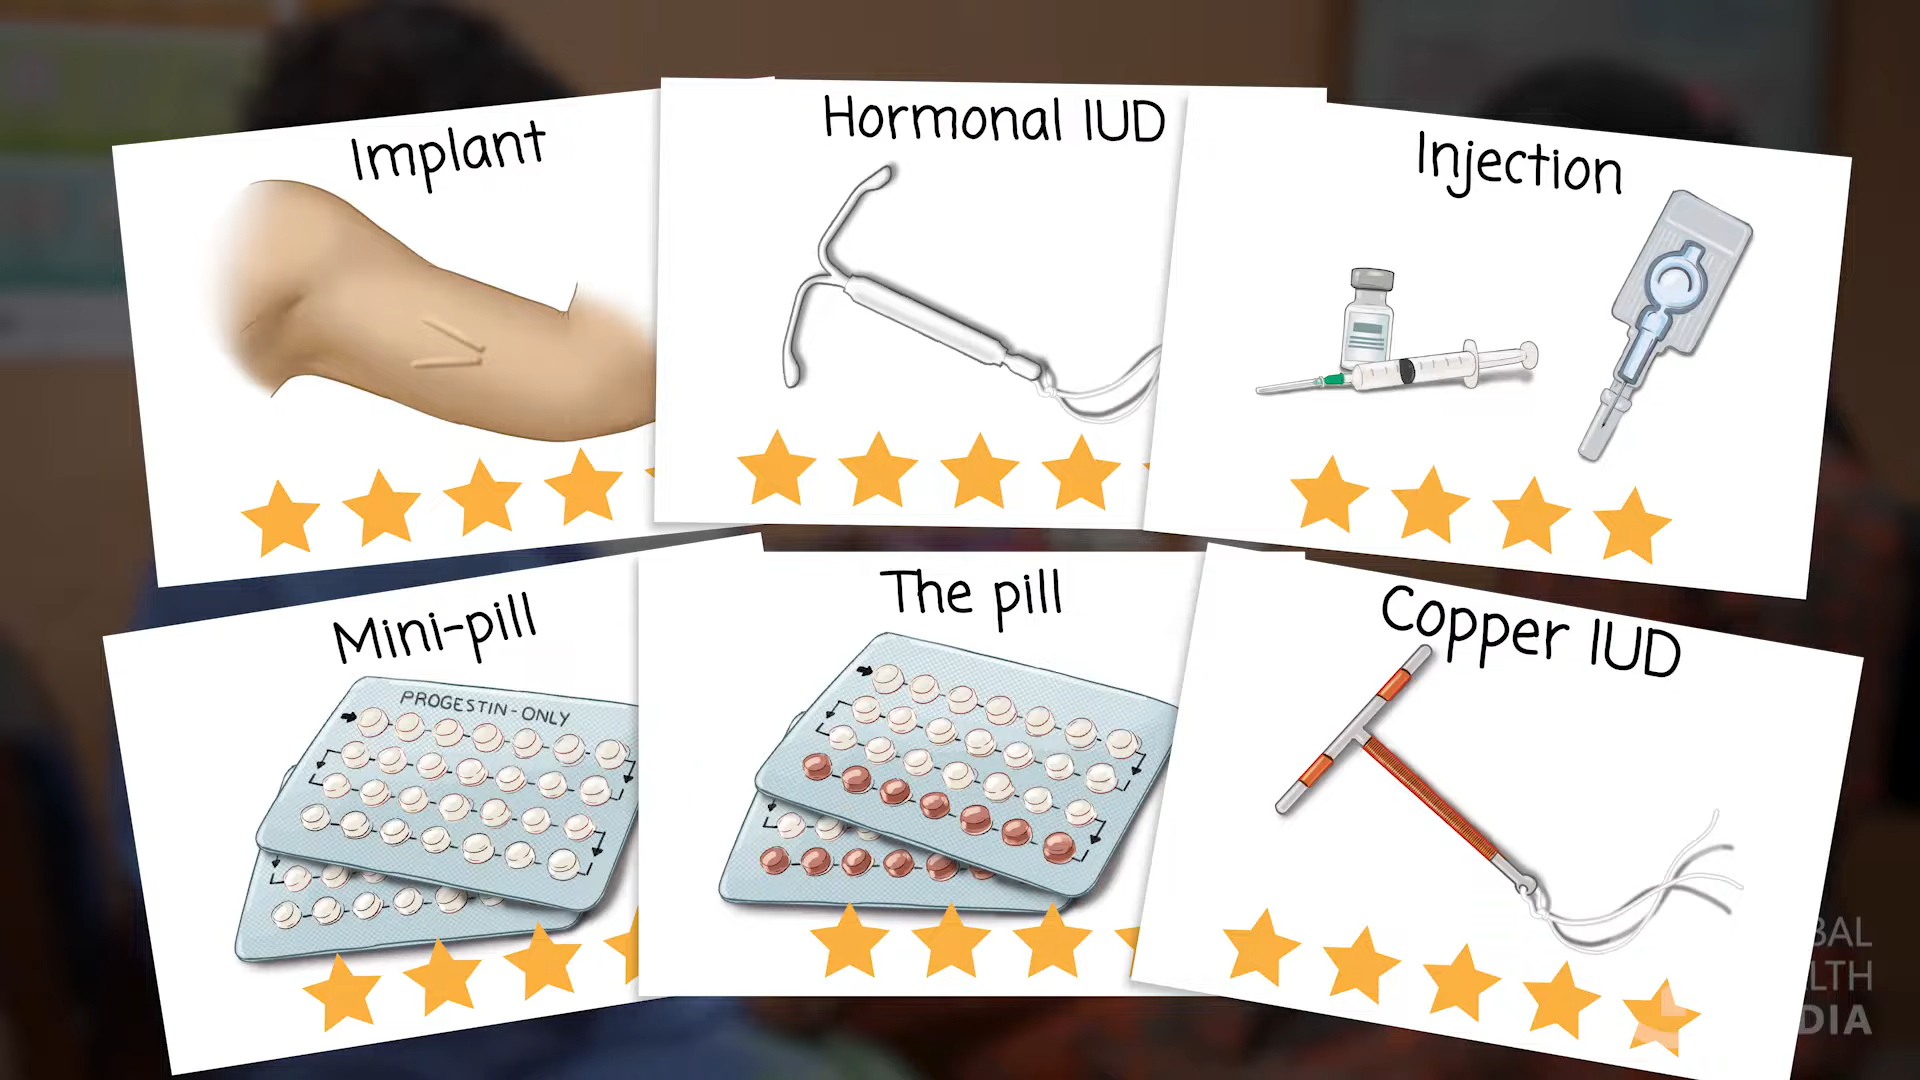 Implant
Hormonal IUD
Injection
Mini-pill
PROGESTIN-ONLY
The pill
Copper IUD